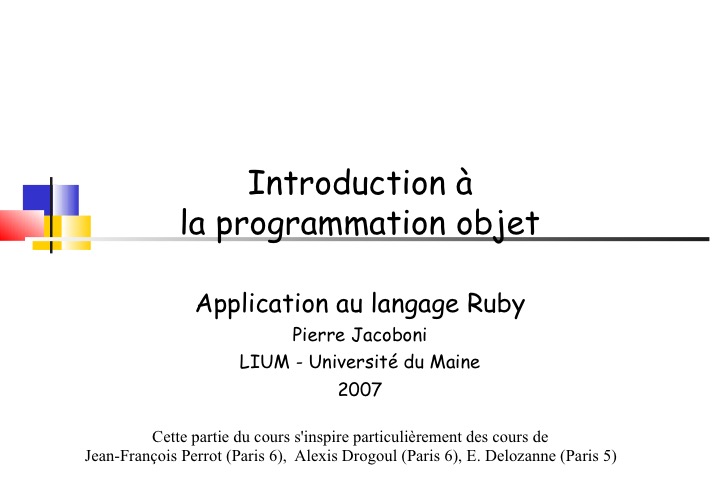 Introduction à
la programmation objet
Application au langage Ruby
Pierre Jacoboni
LIUM - Université du Maine
2007
Cette partie du cours s'inspire particulièrement des cours de
Jean-François Perrot (Paris 6), Alexis Drogoul (Paris 6), E. Delozanne (Paris 5)